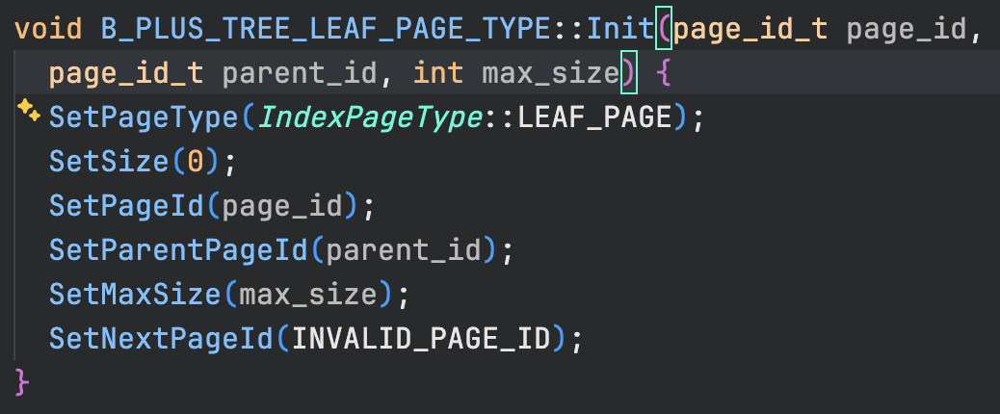 void B_PLUS_TREE_LEAF_PAGE_TYPE::Init(page_id_t page_id,
page_id_t parent_id, int max_size) {
SetPageType(IndexPageType::LEAF_PAGE);
SetSize(0);
SetPageId(page_id);
SetParentPageId(parent_id);
SetMaxSize(max_size);
SetNextPageId(INVALID_PAGE_ID);
}